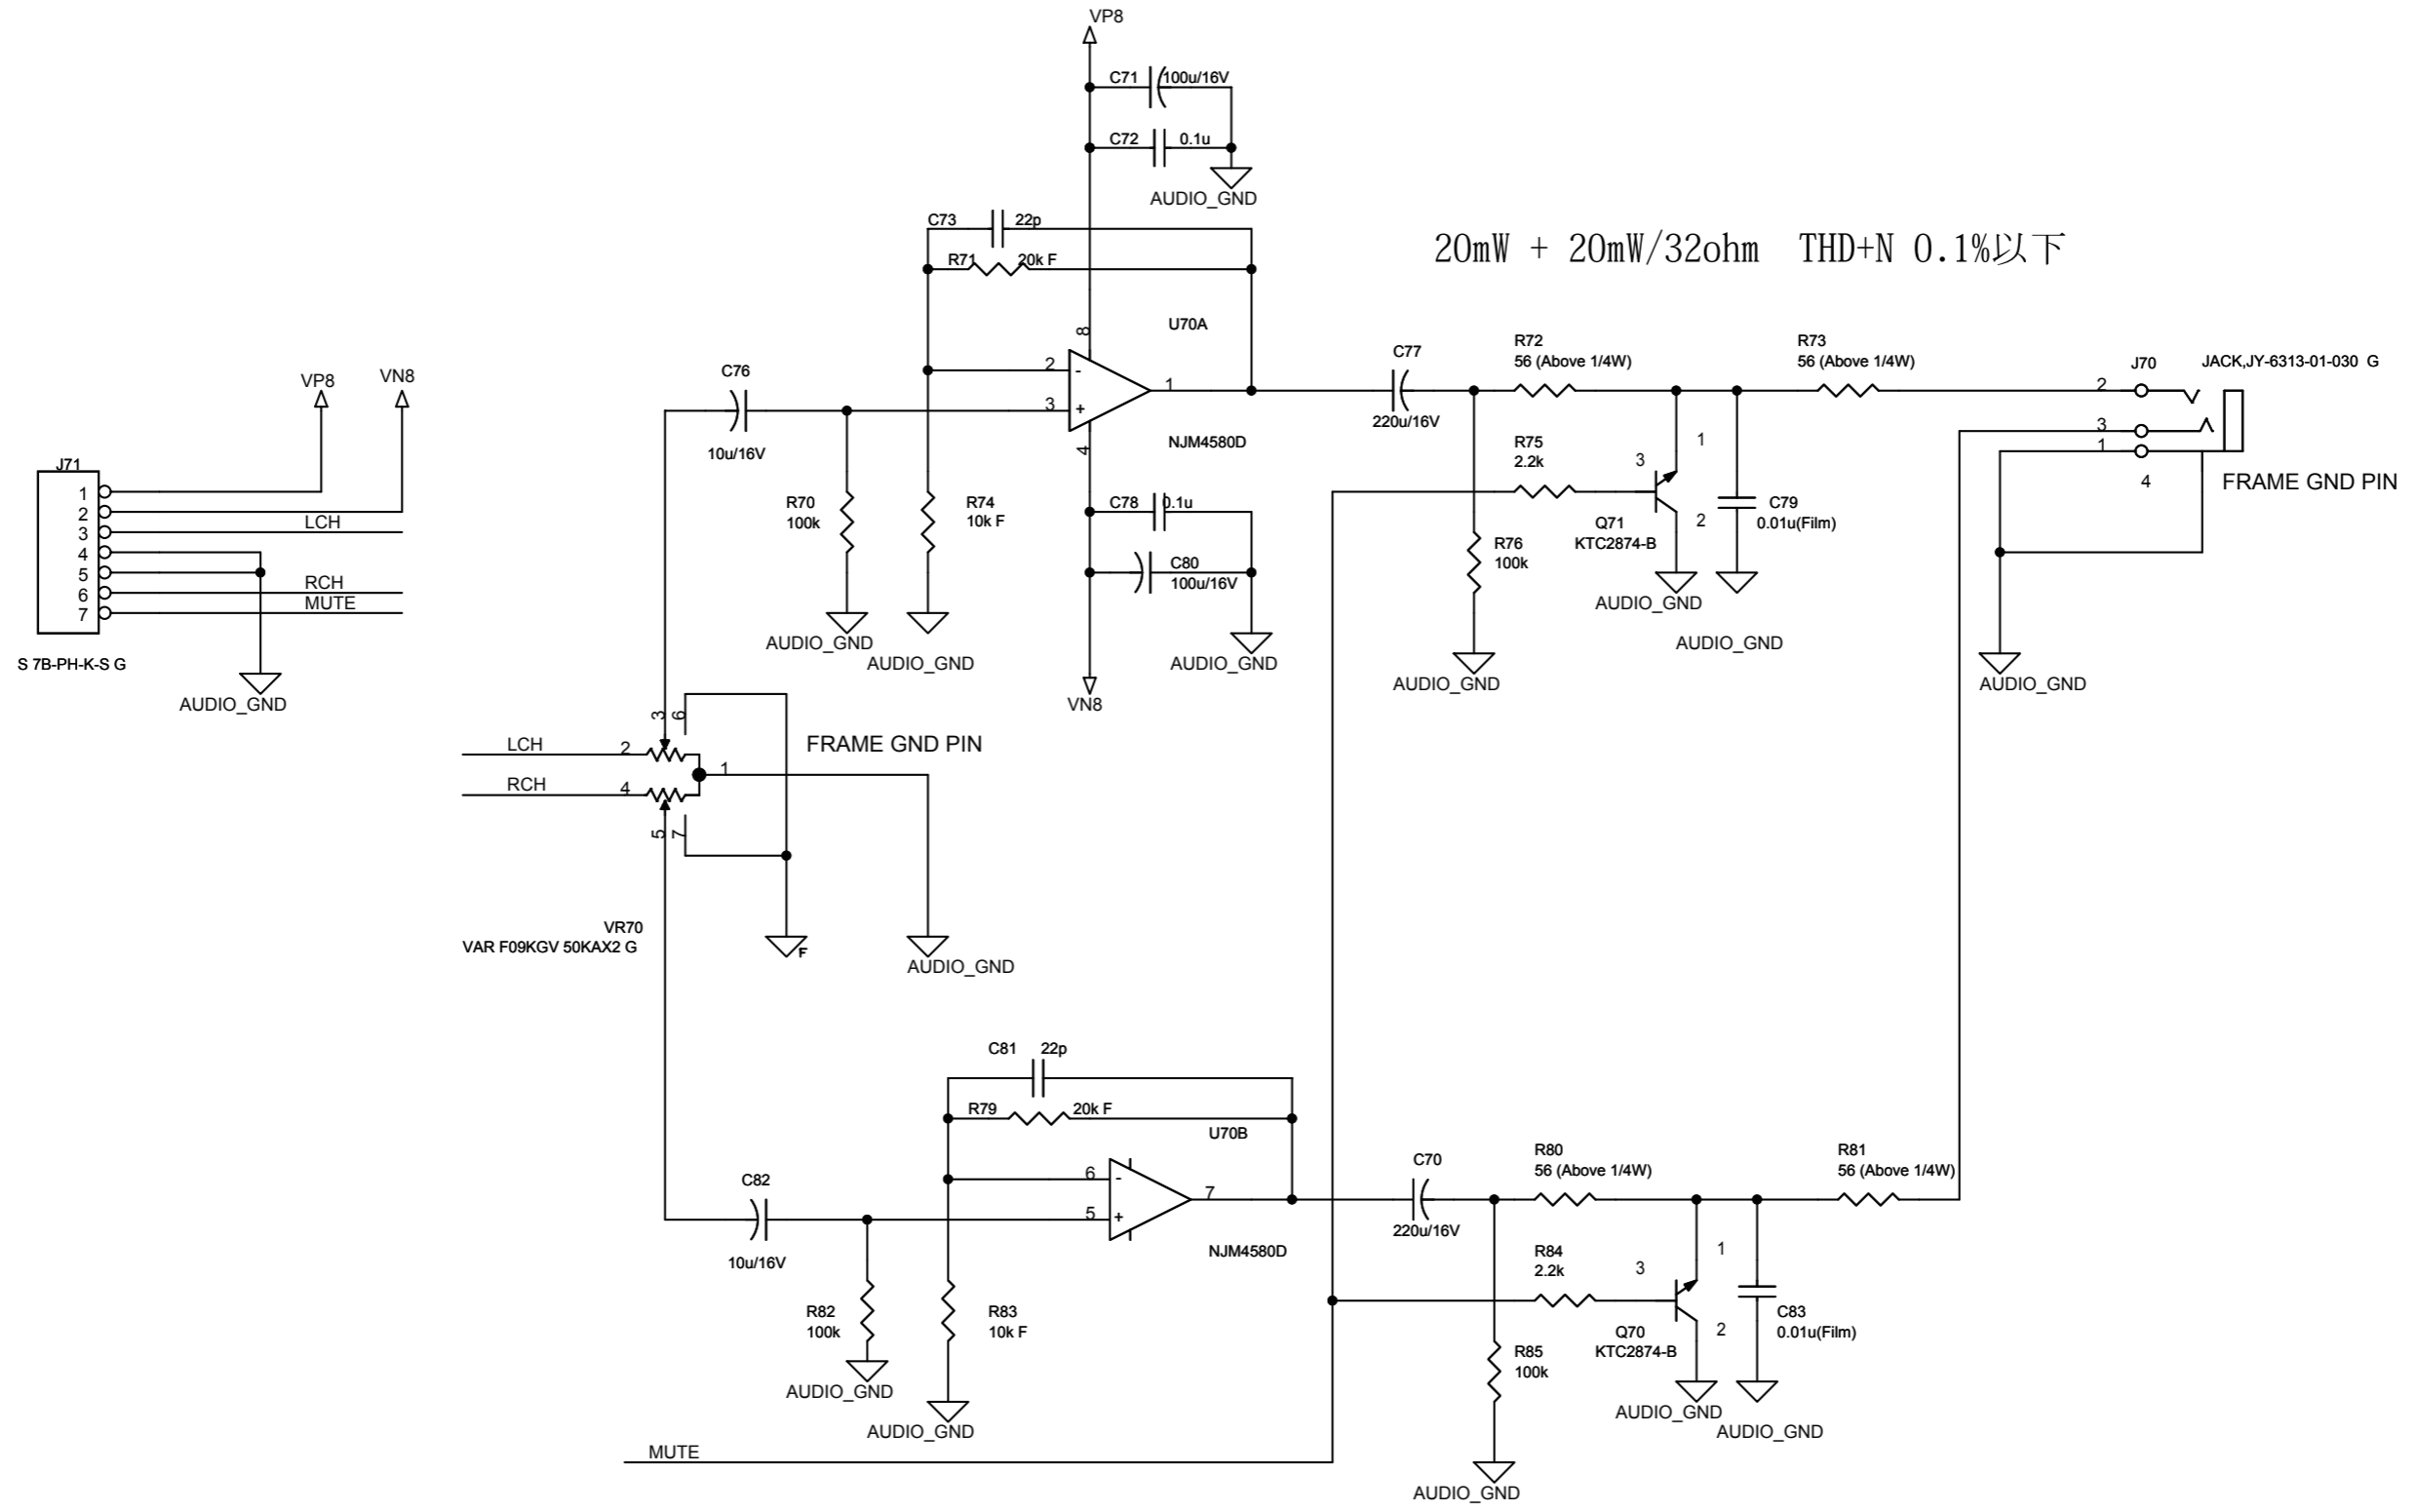 VP8
C71 100u/16V
C72 0.1u
AUDIO_GND
C73 22p
R71 20k F
20mW + 20mW/32ohm THD+N 0.1%以下
8
U70A
2
-
3
+
1
4
NJM4580D
C76
10u/16V
R70
100k
R74
10k F
AUDIO_GND
AUDIO_GND
C78 0.1u
C80
100u/16V
AUDIO_GND
VN8
C77
220u/16V
R72
56 (Above 1/4W)
R73
56 (Above 1/4W)
R75
2.2k
3
1
2
Q71
KTC2874-B
C79
0.01u(Film)
R76
100k
AUDIO_GND
AUDIO_GND
AUDIO_GND
J70
JACK,JY-6313-01-030 G
2
3
1
4
FRAME GND PIN
AUDIO_GND
VP8
VN8
J71
1
2
3
4
5
6
7
LCH
RCH
MUTE
S 7B-PH-K-S G
AUDIO_GND
3
6
LCH
2
RCH
4
1
5
7
FRAME GND PIN
VR70
VAR F09KGV 50KAX2 G
F
AUDIO_GND
C81 22p
R79 20k F
U70B
6
-
5
+
7
NJM4580D
C82
10u/16V
R82
100k
R83
10k F
AUDIO_GND
AUDIO_GND
C70
220u/16V
R80
56 (Above 1/4W)
R81
56 (Above 1/4W)
R84
2.2k
3
1
2
Q70
KTC2874-B
C83
0.01u(Film)
R85
100k
AUDIO_GND
AUDIO_GND
MUTE
AUDIO_GND